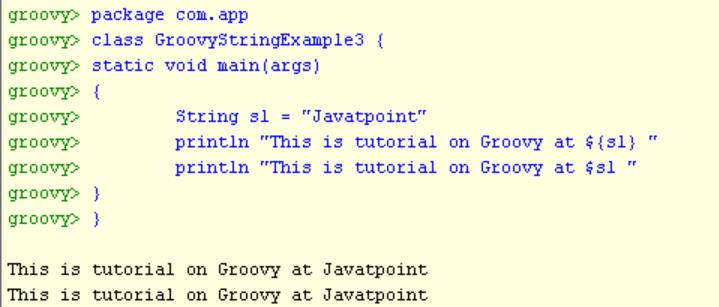 groovy> package com.app
groovy> class GroovyStringExample3 {
groovy> static void main(args)
groovy> {
groovy>         String s1 = "Javatpoint"
groovy>         println "This is tutorial on Groovy at ${s1} "
groovy>         println "This is tutorial on Groovy at $s1 "
groovy> }
groovy> }

This is tutorial on Groovy at Javatpoint
This is tutorial on Groovy at Javatpoint